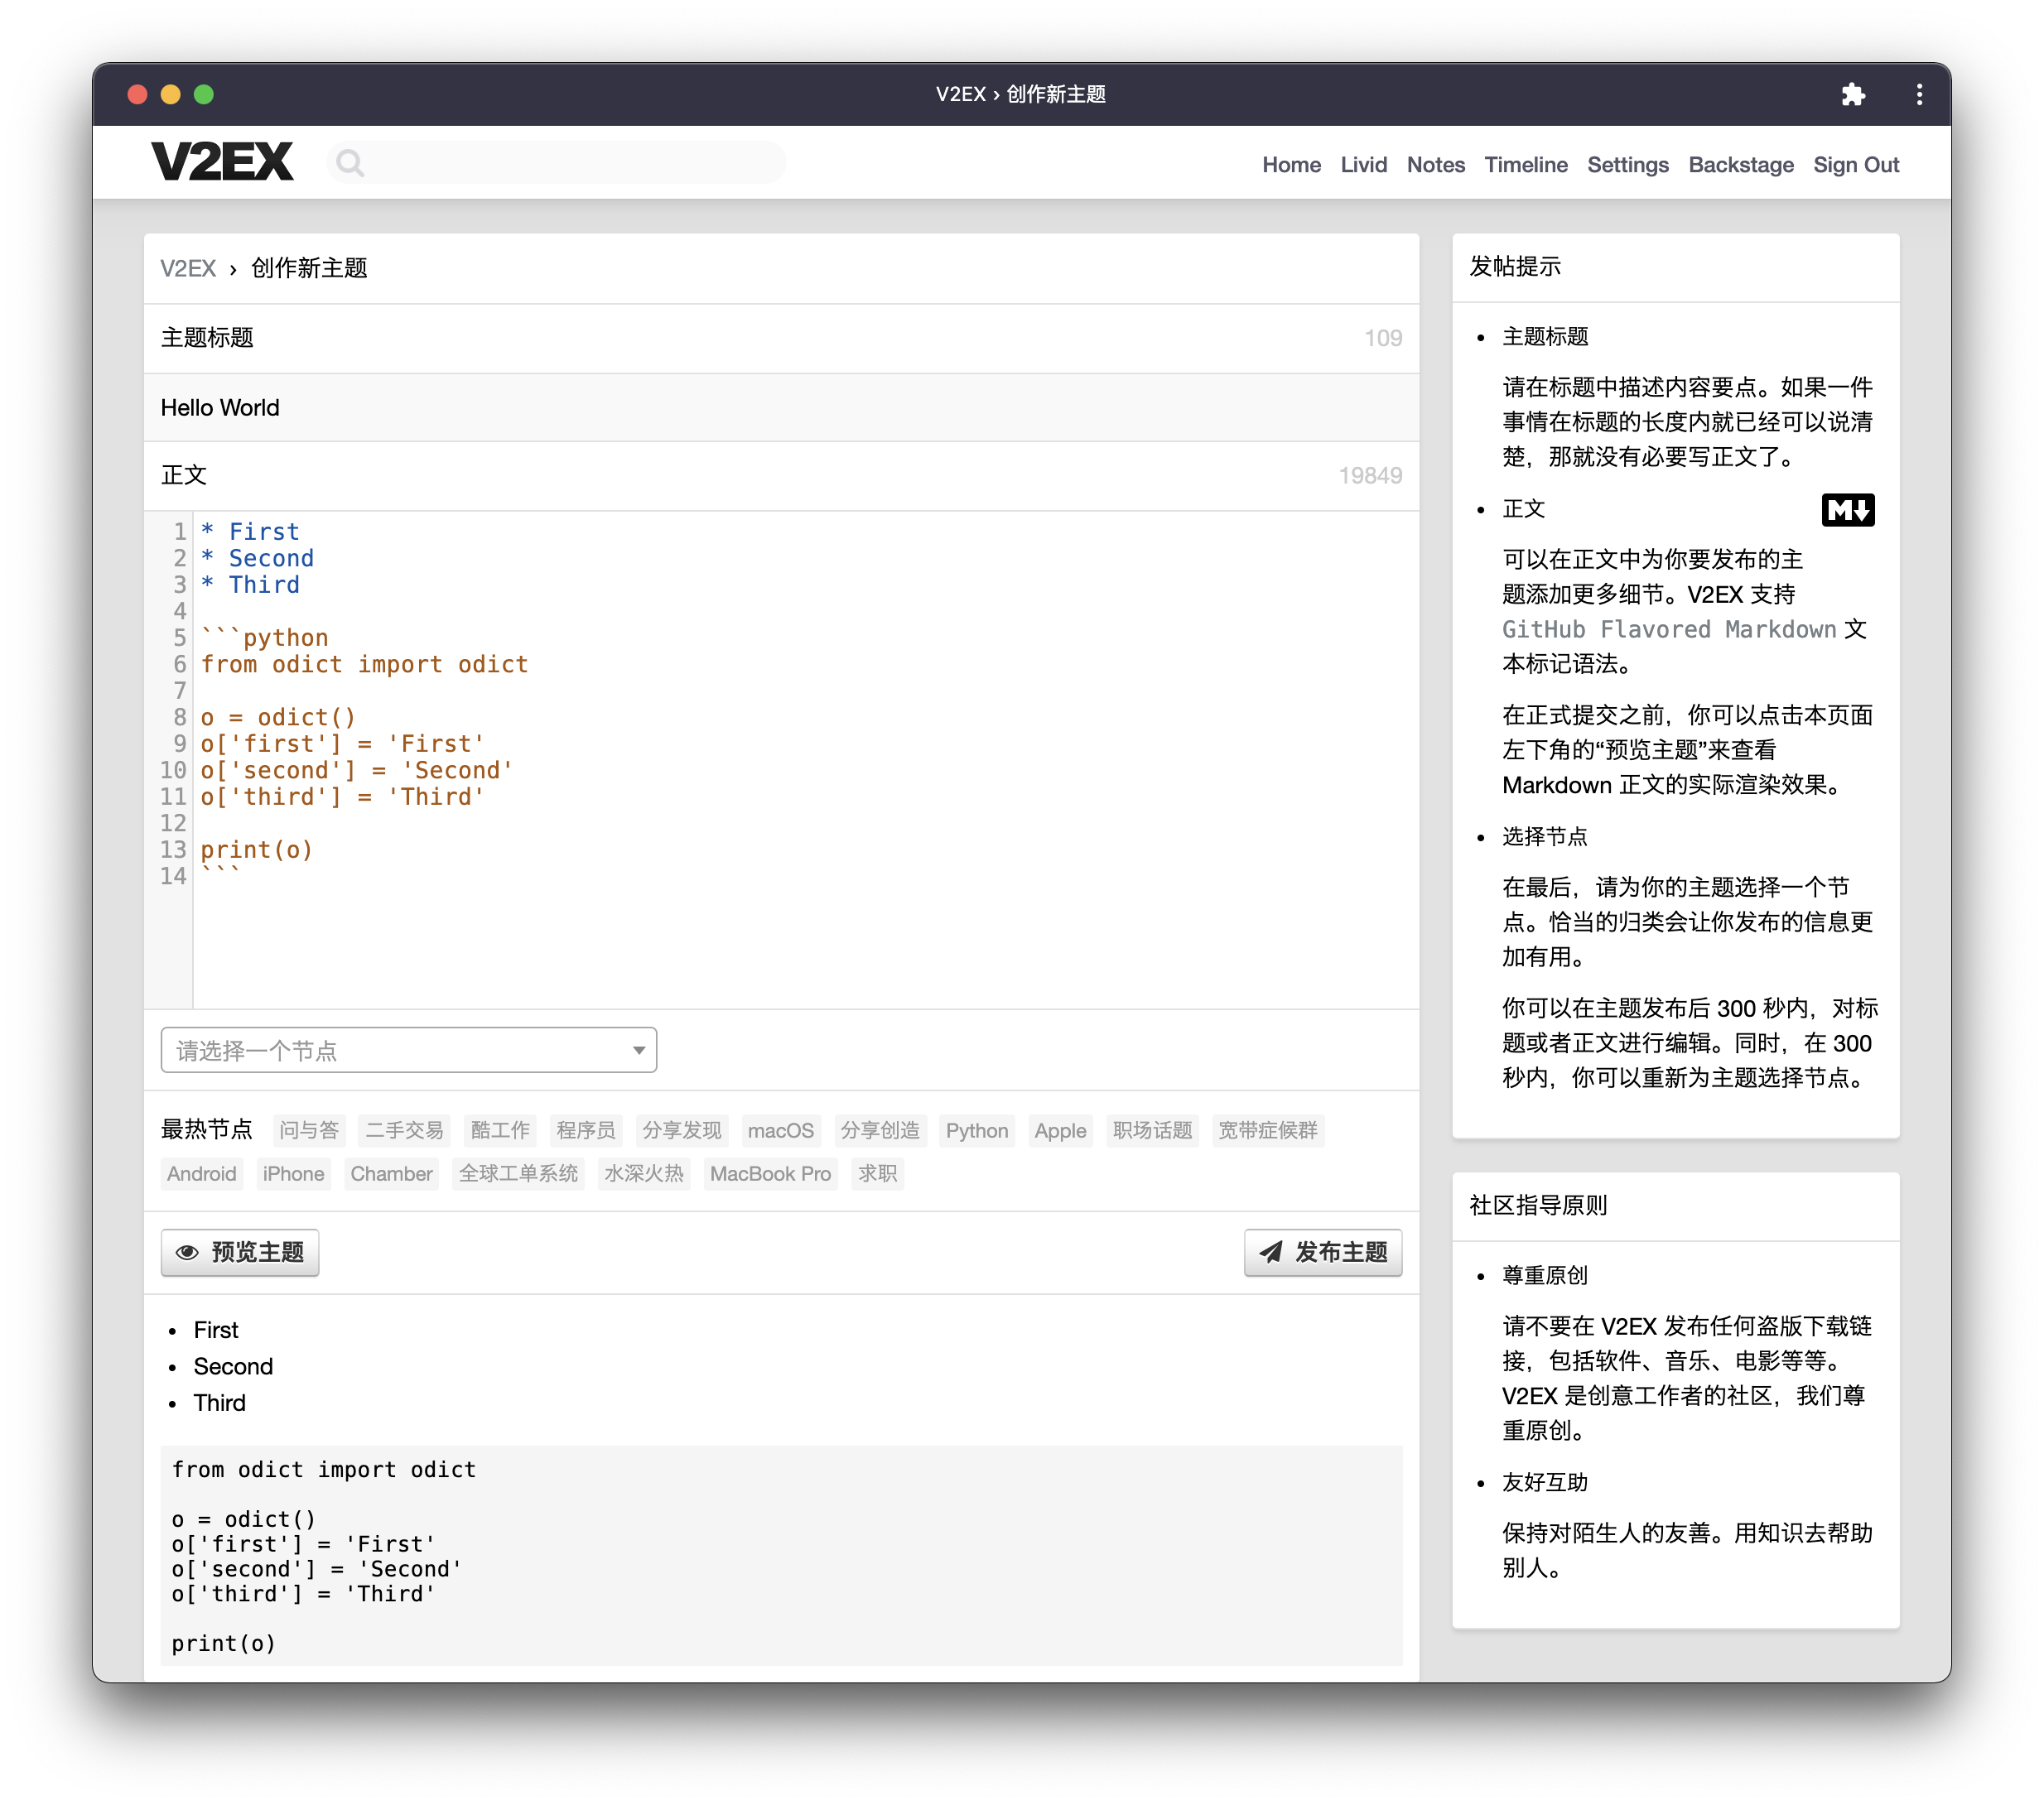 V2EX › 创作新主题
V2EX
Home Livid Notes Timeline Settings Backstage Sign Out
V2EX › 创作新主题
主题标题 109
Hello World
正文 19849
1 * First
2 * Second
3 * Third
4
5 ```python
6 from odict import odict
7
8 o = odict()
9 o['first'] = 'First'
10 o['second'] = 'Second'
11 o['third'] = 'Third'
12
13 print(o)
14 ```
请选择一个节点
最热节点 问与答 二手交易 酷工作 程序员 分享发现 macOS 分享创造 Python Apple 职场话题 宽带症候群
Android iPhone Chamber 全球工单系统 水深火热 MacBook Pro 求职
预览主题 发布主题
• First
• Second
• Third
from odict import odict
o = odict()
o['first'] = 'First'
o['second'] = 'Second'
o['third'] = 'Third'
print(o)
发帖提示
• 主题标题
请在标题中描述内容要点。如果一件
事情在标题的长度内就已经可以说清
楚，那就没有必要写正文了。
• 正文 M↓
可以在正文中为你要发布的主
题添加更多细节。V2EX 支持
GitHub Flavored Markdown 文
本标记语法。
在正式提交之前，你可以点击本页面
左下角的“预览主题”来查看
Markdown 正文的实际渲染效果。
• 选择节点
在最后，请为你的主题选择一个节
点。恰当的归类会让你发布的信息更
加有用。
你可以在主题发布后 300 秒内，对标
题或者正文进行编辑。同时，在 300
秒内，你可以重新为主题选择节点。
社区指导原则
• 尊重原创
请不要在 V2EX 发布任何盗版下载链
接，包括软件、音乐、电影等等。
V2EX 是创意工作者的社区，我们尊
重原创。
• 友好互助
保持对陌生人的友善。用知识去帮助
别人。